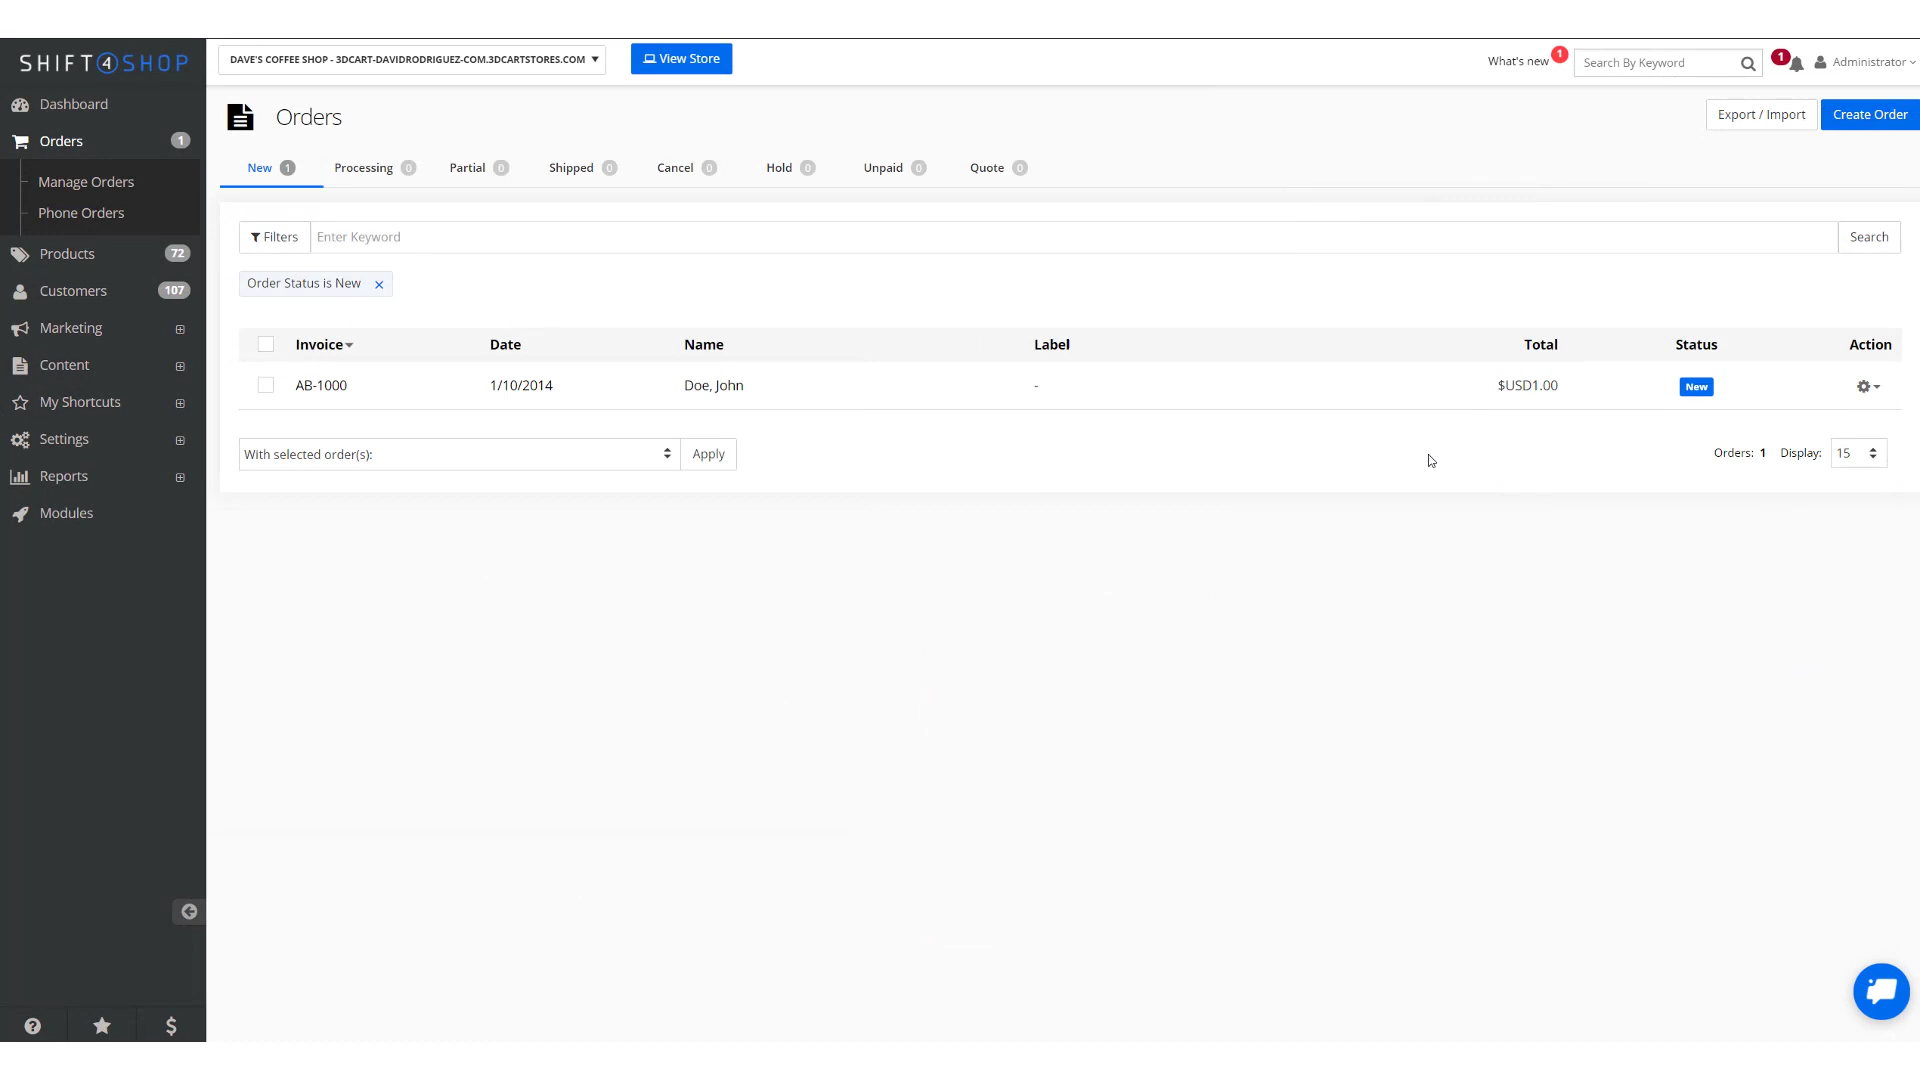 SHIFT4SHOP
DAVE'S COFFEE SHOP - 3DCART-DAVIDRODRIGUEZ-COM.3DCARTSTORES.COM
View Store
What's new 1
Search By Keyword
1
Administrator
Dashboard
Orders 1
Manage Orders
Phone Orders
Products 72
Customers 107
Marketing
Content
My Shortcuts
Settings
Reports
Modules
Orders
Export / Import
Create Order
New 1 Processing 0 Partial 0 Shipped 0 Cancel 0 Hold 0 Unpaid 0 Quote 0
Filters Enter Keyword Search
Order Status is New ×
Invoice Date Name Label Total Status Action
AB-1000 1/10/2014 Doe, John - $USD1.00 New
With selected order(s): Apply
Orders: 1 Display: 15
? $